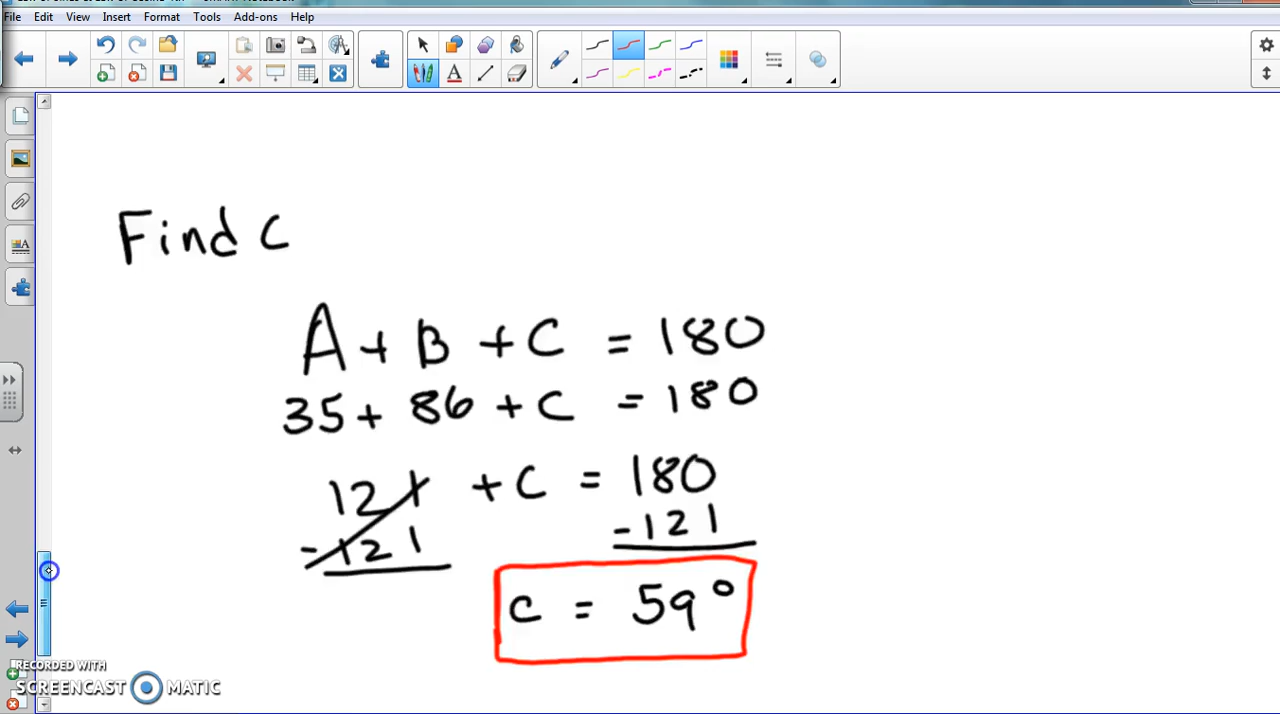 File Edit View Insert Format Tools Add-ons Help
Find C
A + B + C = 180
35 + 86 + C = 180
121 + C = 180
-121 -121
C = 59°
RECORDED WITH
SCREENCAST MATIC